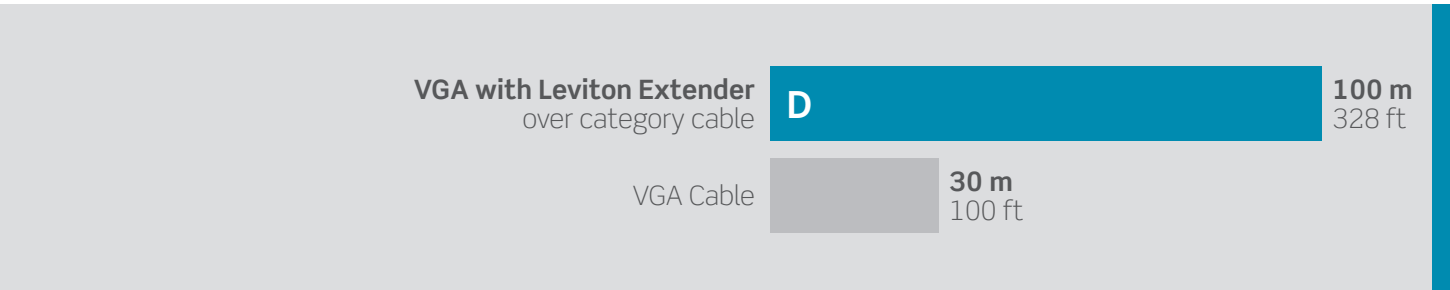 VGA with Leviton Extender
over category cable
D
100 m
328 ft
VGA Cable
30 m
100 ft